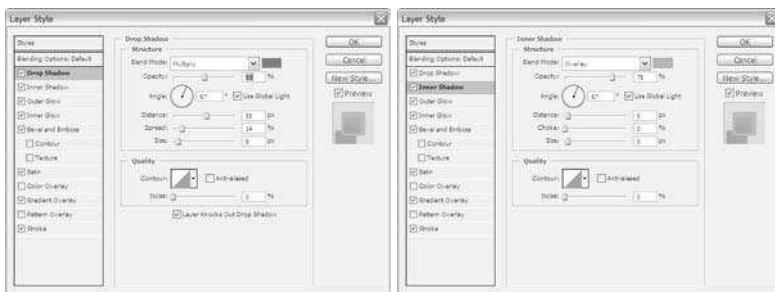 Layer Style
Styles
Blending Options: Default
Drop Shadow
Inner Shadow
Outer Glow
Inner Glow
Bevel and Emboss
Contour
Texture
Satin
Color Overlay
Gradient Overlay
Pattern Overlay
Stroke
Drop Shadow
Structure
Blend Mode: Multiply
Opacity: %
Angle: ° Use Global Light
Distance: px
Spread: 14 %
Size: px
Quality
Contour: Anti-aliased
Noise: 0 %
Layer Knocks Out Drop Shadow
OK
Cancel
New Style...
Preview
Layer Style
Styles
Blending Options: Default
Drop Shadow
Inner Shadow
Outer Glow
Inner Glow
Bevel and Emboss
Contour
Texture
Satin
Color Overlay
Gradient Overlay
Pattern Overlay
Stroke
Inner Shadow
Structure
Blend Mode: Overlay
Opacity: 75 %
Angle: ° Use Global Light
Distance: px
Choke: 0 %
Size: px
Quality
Contour: Anti-aliased
Noise: 0 %
OK
Cancel
New Style...
Preview